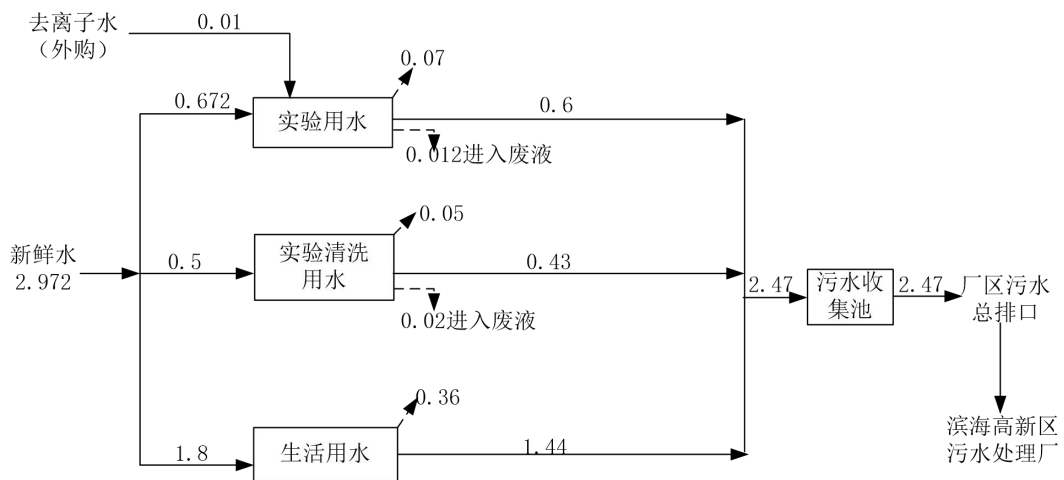 去离子水
（外购）
0.01
0.07
0.672
实验用水
0.6
0.012进入废液
0.05
新鲜水
2.972
0.5
实验清洗
用水
0.43
0.02进入废液
2.47
污水收
集池
2.47
厂区污水
总排口
0.36
1.8
生活用水
1.44
滨海高新区
污水处理厂